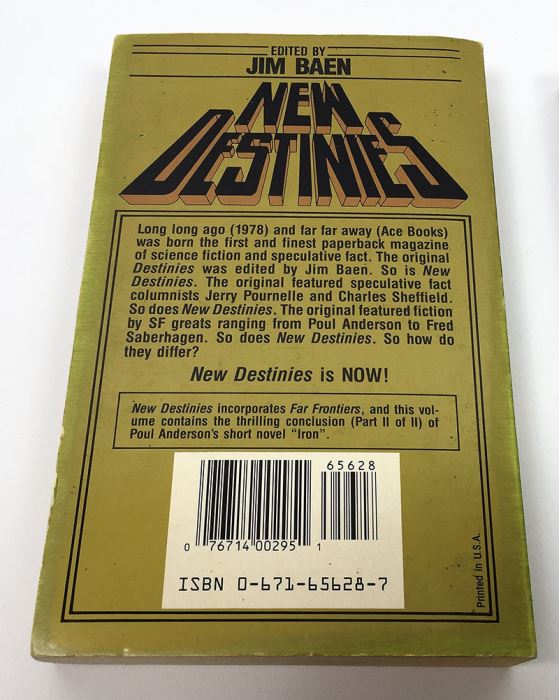 EDITED BY
JIM BAEN
NEW
DESTINIES
Long long ago (1978) and far far away (Ace Books)
was born the first and finest paperback magazine
of science fiction and speculative fact. The original
Destinies was edited by Jim Baen. So is New
Destinies. The original featured speculative fact
columnists Jerry Pournelle and Charles Sheffield.
So does New Destinies. The original featured fiction
by SF greats ranging from Poul Anderson to Fred
Saberhagen. So does New Destinies. So how do
they differ?
New Destinies is NOW!
New Destinies incorporates Far Frontiers, and this vol-
ume contains the thrilling conclusion (Part II of II) of
Poul Anderson's short novel "Iron".
65628
0 76714 00295 1
ISBN 0-671-65628-7
Printed in U.S.A.